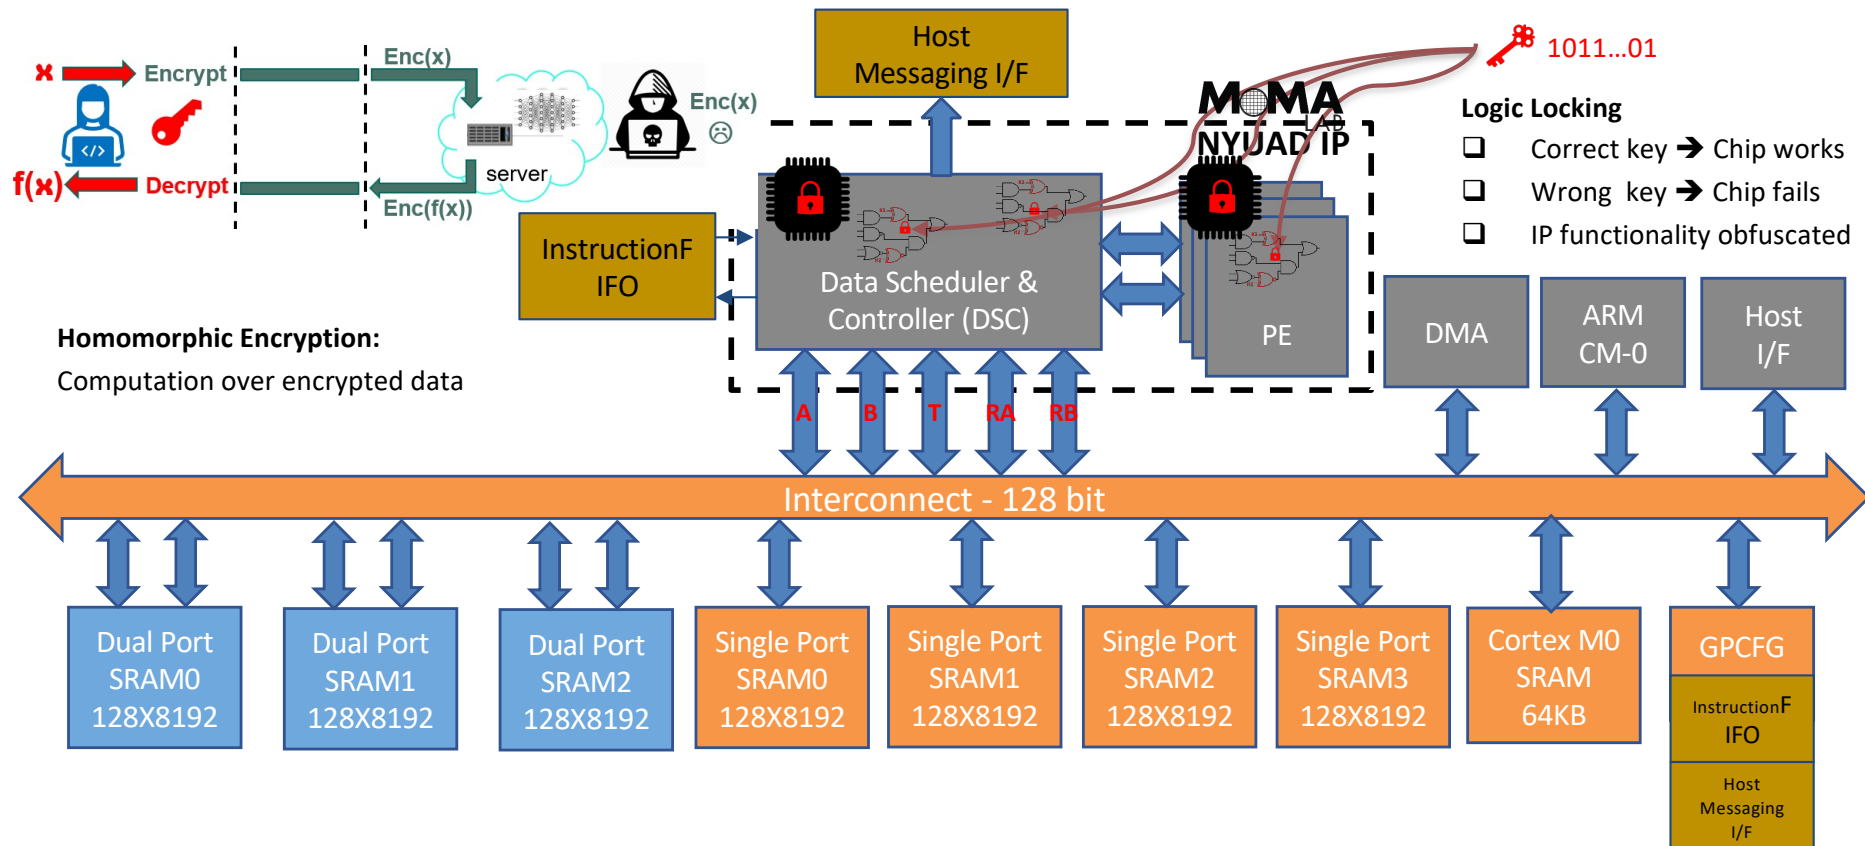 x
Encrypt
Enc(x)
Enc(x)
server
f(x)
Decrypt
Enc(f(x))
Homomorphic Encryption:
Computation over encrypted data
Host
Messaging I/F
MOMA
LAB
NYUAD IP
1011...01
Logic Locking
Correct key ➔ Chip works
Wrong key ➔ Chip fails
IP functionality obfuscated
InstructionF
IFO
Data Scheduler &
Controller (DSC)
PE
DMA
ARM
CM-0
Host
I/F
A
B
T
RA
RB
Interconnect - 128 bit
Dual Port
SRAM0
128X8192
Dual Port
SRAM1
128X8192
Dual Port
SRAM2
128X8192
Single Port
SRAM0
128X8192
Single Port
SRAM1
128X8192
Single Port
SRAM2
128X8192
Single Port
SRAM3
128X8192
Cortex M0
SRAM
64KB
GPCFG
InstructionF
IFO
Host
Messaging
I/F